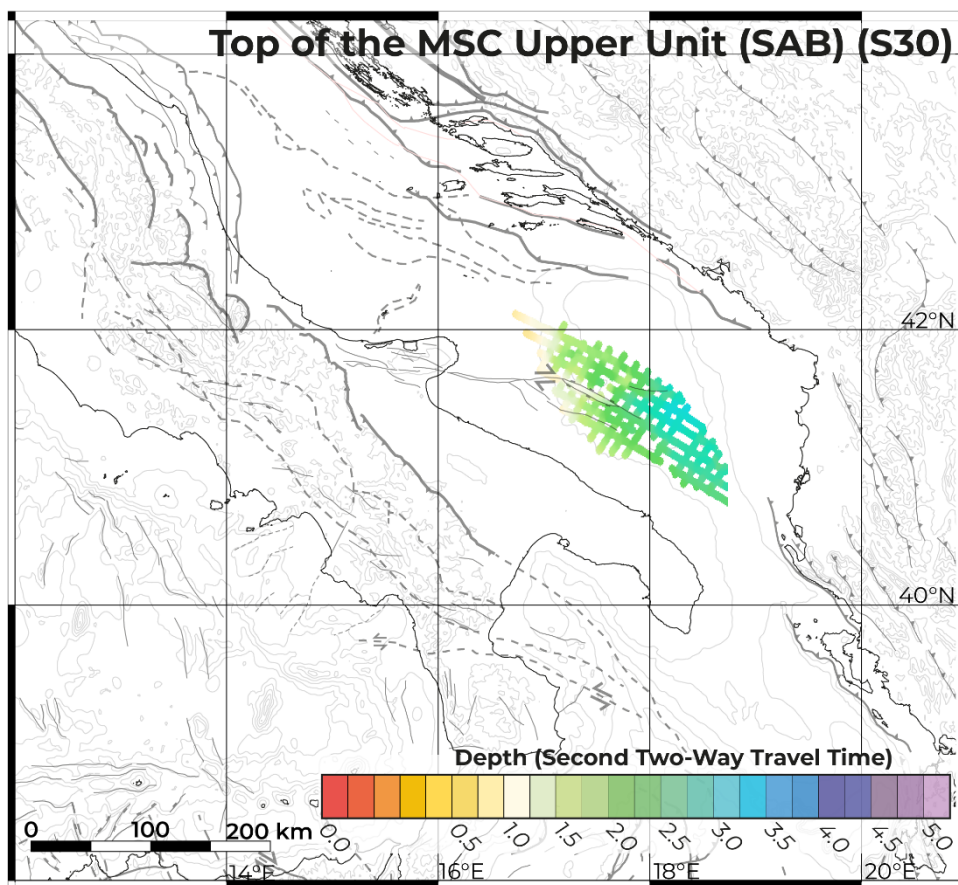 Top of the MSC Upper Unit (SAB) (S30)
42°N
40°N
Depth (Second Two-Way Travel Time)
0.0 0.5 1.0 1.5 2.0 2.5 3.0 3.5 4.0 4.5 5.0
0 100 200 km
14°E 16°E 18°E 20°E